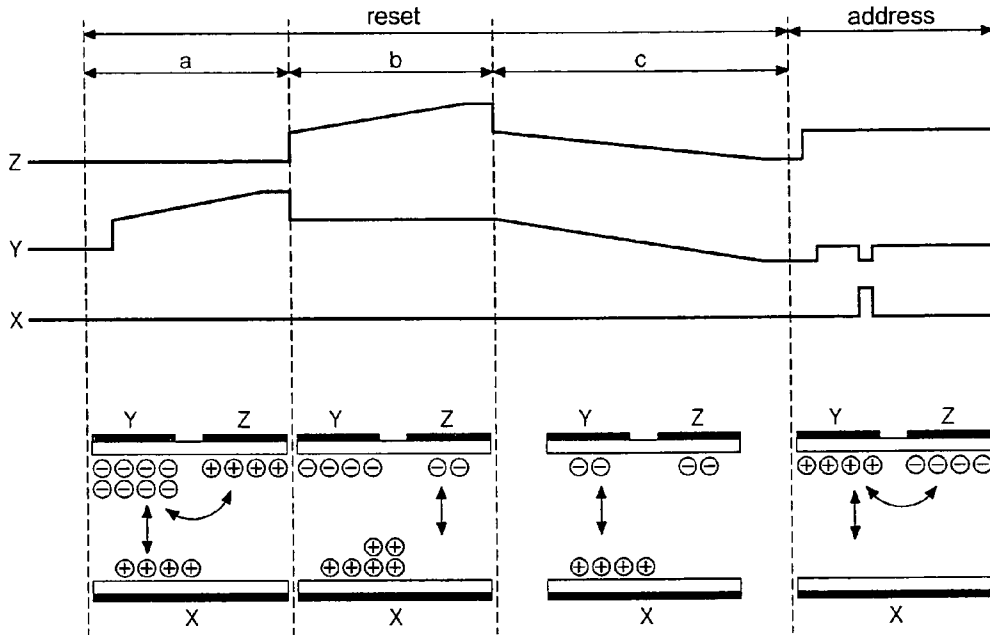 reset address
a b c
Z
Y
X
Y Z Y Z Y Z Y Z
⊖⊖⊖⊖ ⊕⊕⊕⊕ ⊖⊖⊖⊖ ⊖⊖ ⊖⊖ ⊖⊖ ⊕⊕⊕⊕ ⊖⊖⊖⊖
⊖⊖⊖⊖
⊕⊕
⊕⊕⊕⊕ ⊕⊕⊕⊕ ⊕⊕⊕⊕
X X X X